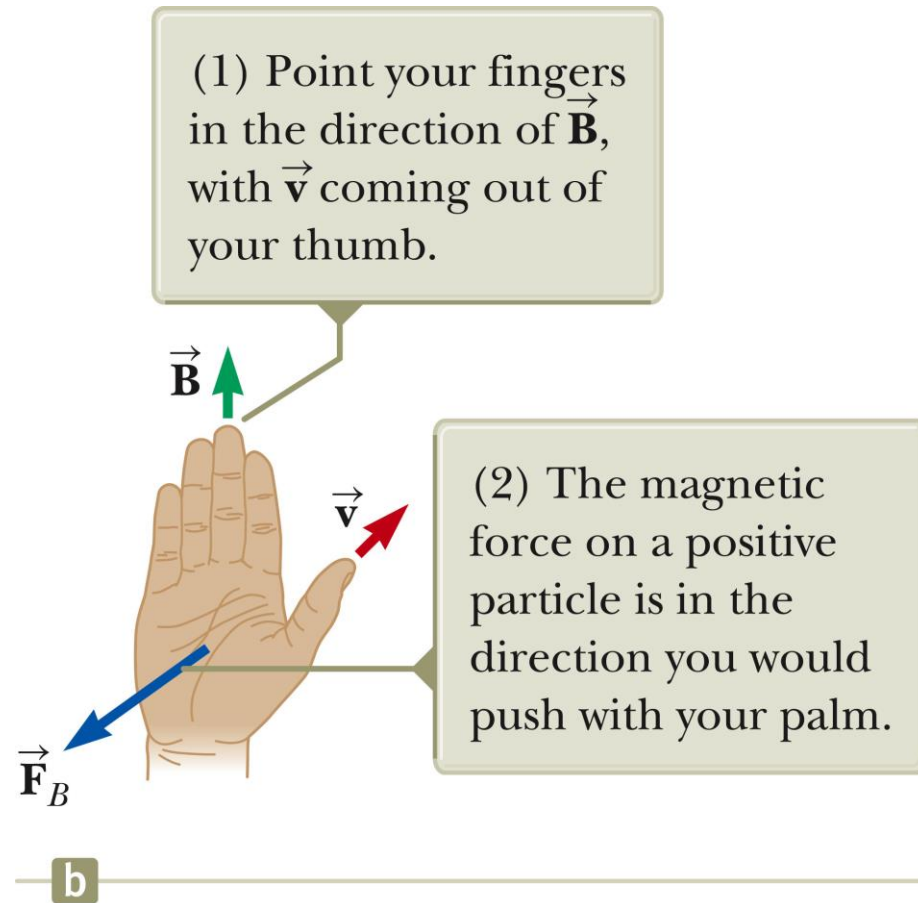 (1) Point your fingers
in the direction of B⃗,
with v⃗ coming out of
your thumb.
B⃗
v⃗
(2) The magnetic
force on a positive
particle is in the
direction you would
push with your palm.
F⃗_B
b